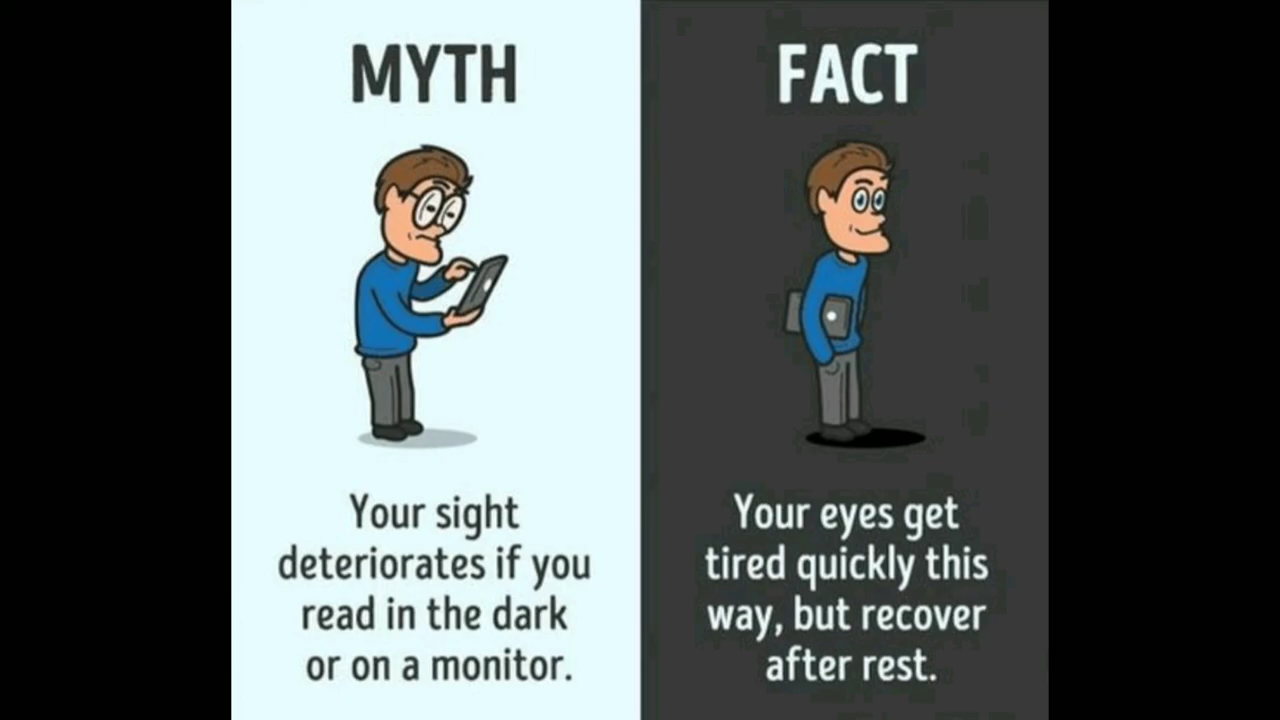 MYTH
Your sight
deteriorates if you
read in the dark
or on a monitor.
FACT
Your eyes get
tired quickly this
way, but recover
after rest.